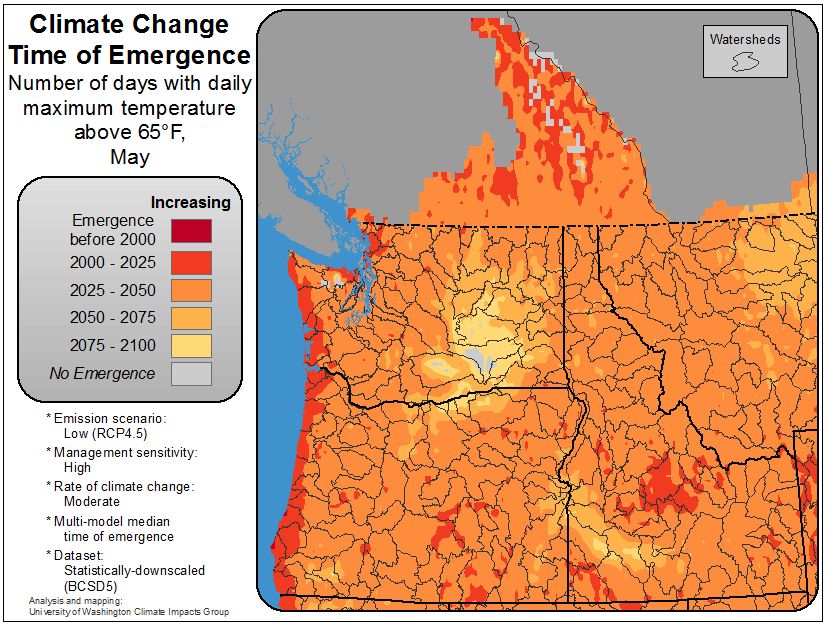 Climate Change
Time of Emergence
Number of days with daily
maximum temperature
above 65°F,
May
Increasing
Emergence
before 2000
2000 - 2025
2025 - 2050
2050 - 2075
2075 - 2100
No Emergence
* Emission scenario:
Low (RCP4.5)
* Management sensitivity:
High
* Rate of climate change:
Moderate
* Multi-model median
time of emergence
* Dataset:
Statistically-downscaled
(BCSD5)
Analysis and mapping:
University of Washington Climate Impacts Group
Watersheds